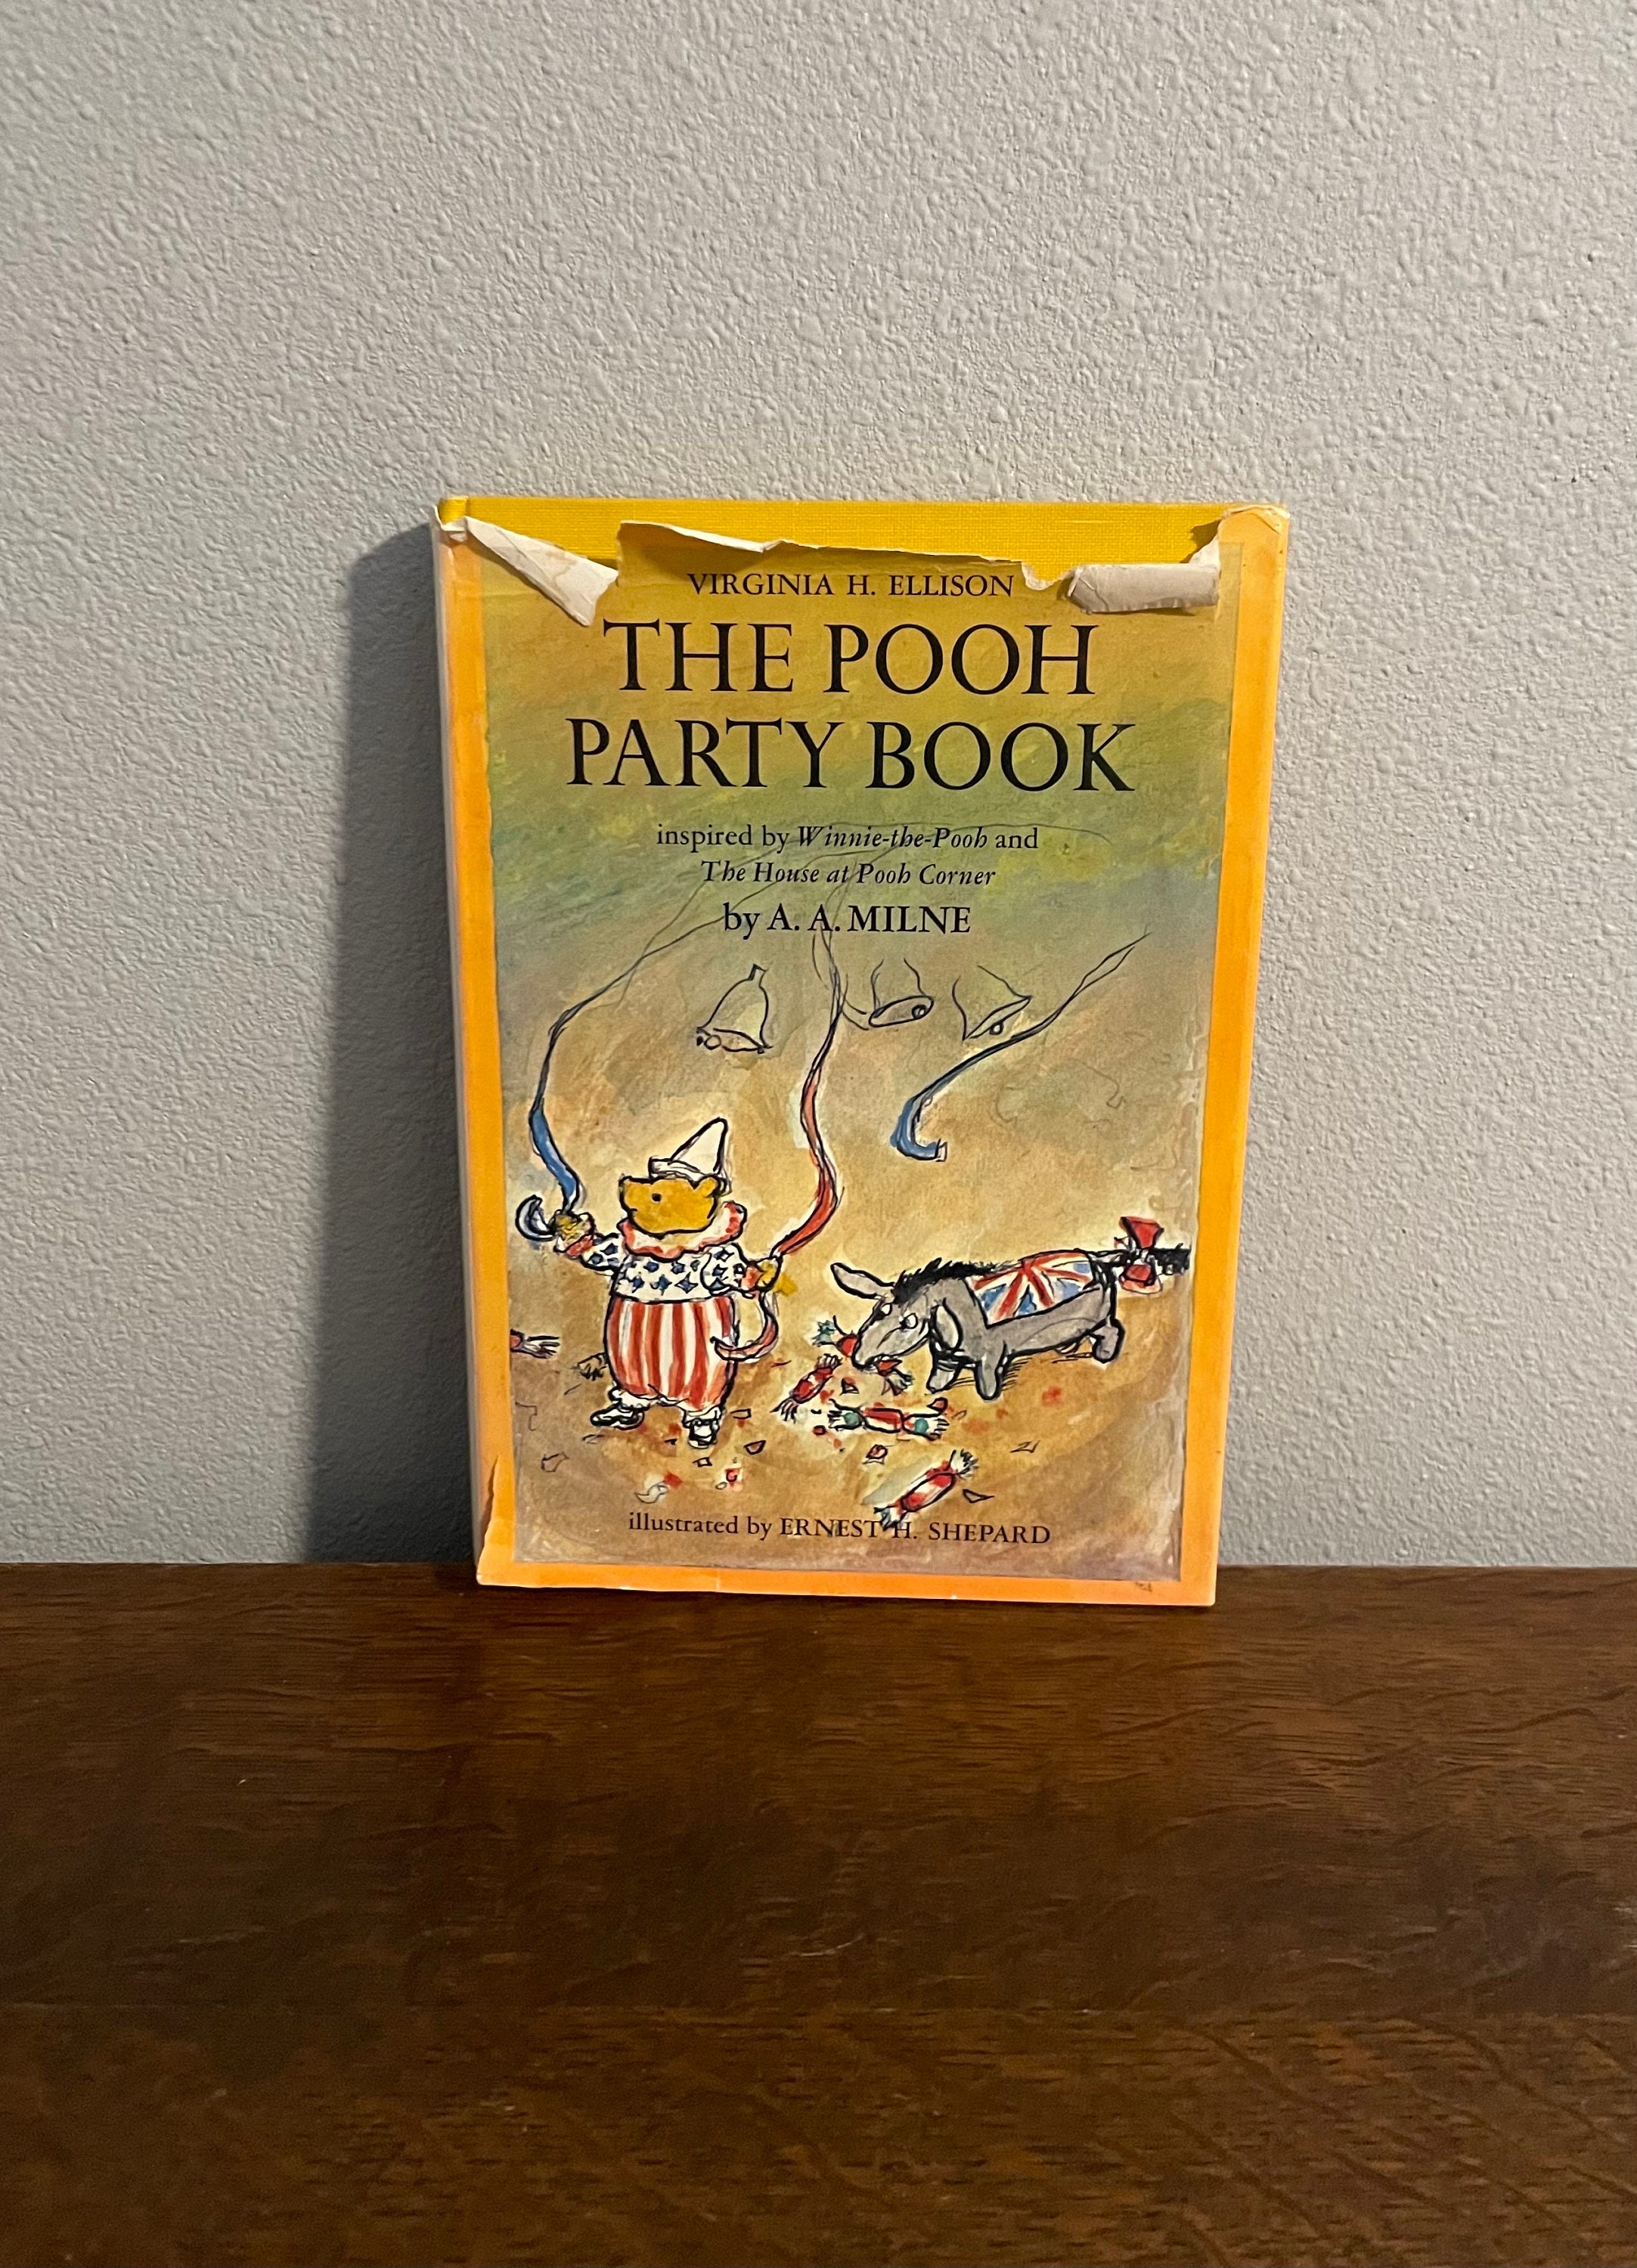 VIRGINIA H. ELLISON
THE POOH
PARTY BOOK
inspired by Winnie-the-Pooh and
The House at Pooh Corner
by A. A. MILNE
illustrated by ERNEST H. SHEPARD